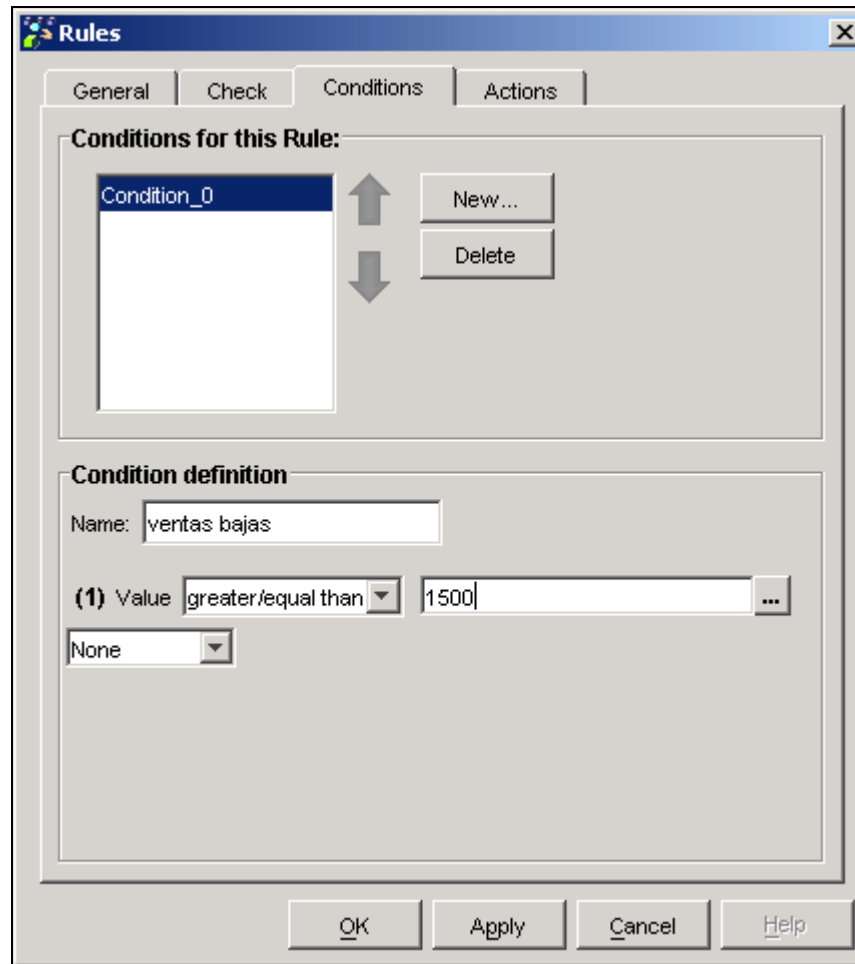 Rules
General Check Conditions Actions
Conditions for this Rule:
Condition_0
New...
Delete
Condition definition
Name: ventas bajas
(1) Value greater/equal than 1500 ...
None
OK Apply Cancel Help